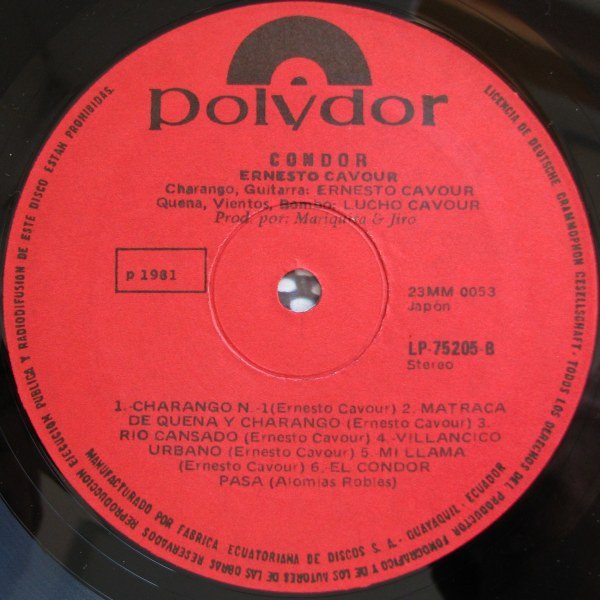 polydor
CONDOR
ERNESTO CAVOUR
Charango, Guitarra: ERNESTO CAVOUR
Quena, Vientos, Bombo: LUCHO CAVOUR
Prod. por: Mariquisa & Jiro
p 1981
23MM 0053
Japón
LP-75205-B
Stereo
1.-CHARANGO N.-1(Ernesto Cavour) 2. MATRACA
DE QUENA Y CHARANGO (Ernesto Cavour) 3.
RIO CANSADO (Ernesto Cavour) 4.-VILLANCICO
URBANO (Ernesto Cavour) 5.-MI LLAMA
(Ernesto Cavour) 6.-EL CONDOR
PASA (Alomias Robles)
MANUFACTURADO POR FABRICA ECUATORIANA DE DISCOS S. A. GUAYAQUIL - ECUADOR
LICENCIA DE DEUTSCHE GRAMMOPHON GESELLSCHAFT - TODOS LOS DERECHOS DEL PRODUCTOR FONOGRAFICO Y DE LOS AUTORES DE LAS OBRAS RESERVADOS REPRODUCCION EJECUCION PUBLICA Y RADIODIFUSION DE ESTE DISCO ESTAN PROHIBIDAS.